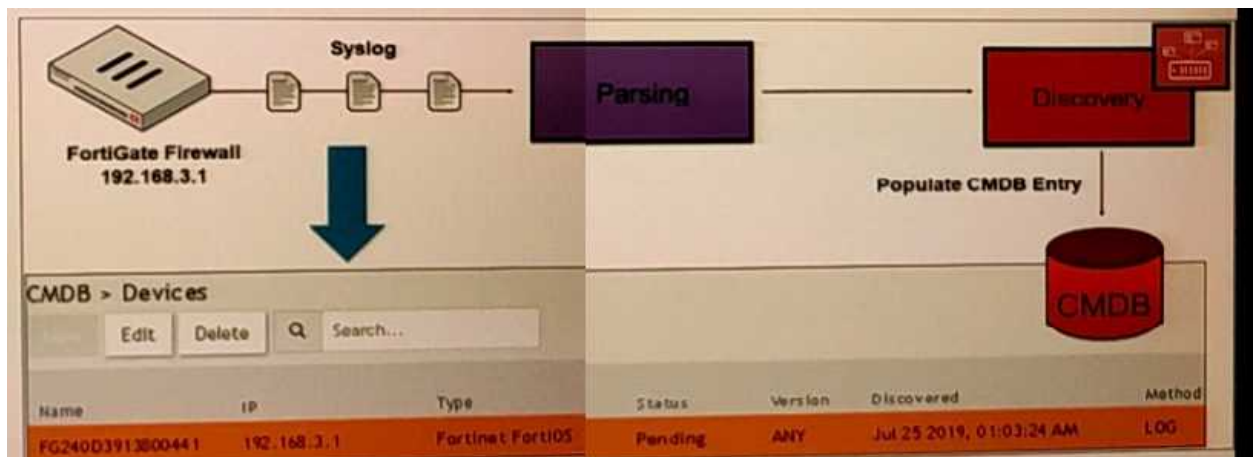 Syslog
Parsing
Discovery
FortiGate Firewall
192.168.3.1
Populate CMDB Entry
CMDB > Devices
Edit Delete Search...
CMDB
Name IP Type Status Version Discovered Method
FG240D3913800441 192.168.3.1 Fortinet FortiOS Pending ANY Jul 25 2019, 01:03:24 AM LOG